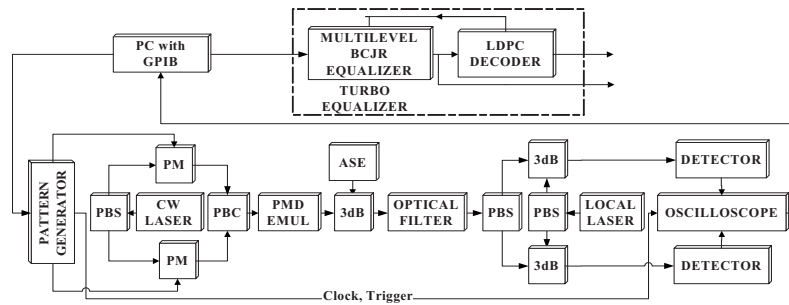 PC with
GPIB
MULTILEVEL
BCJR
EQUALIZER
LDPC
DECODER
TURBO
EQUALIZER
PATTERN
GENERATOR
PM
PBS
CW
LASER
PBC
PM
PMD
EMUL
ASE
3dB
OPTICAL
FILTER
PBS
3dB
PBS
3dB
LOCAL
LASER
DETECTOR
OSCILLOSCOPE
DETECTOR
Clock, Trigger